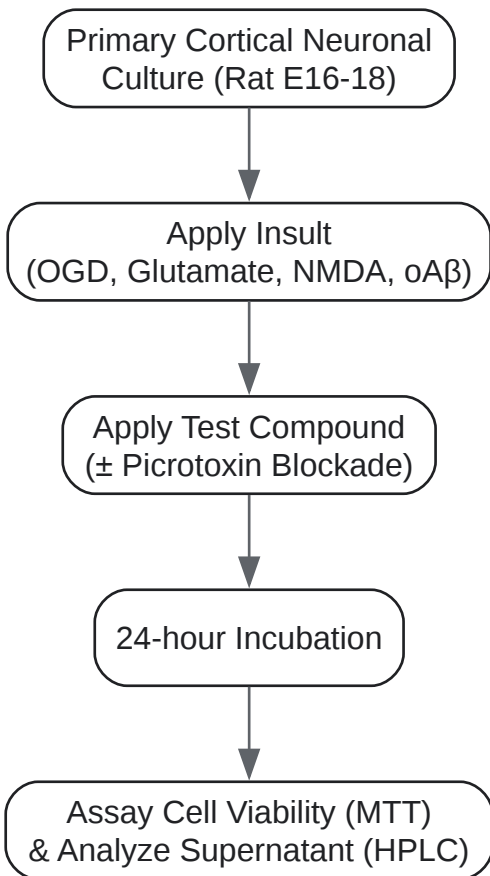 Primary Cortical Neuronal
Culture (Rat E16-18)
Apply Insult
(OGD, Glutamate, NMDA, oAβ)
Apply Test Compound
(± Picrotoxin Blockade)
24-hour Incubation
Assay Cell Viability (MTT)
& Analyze Supernatant (HPLC)